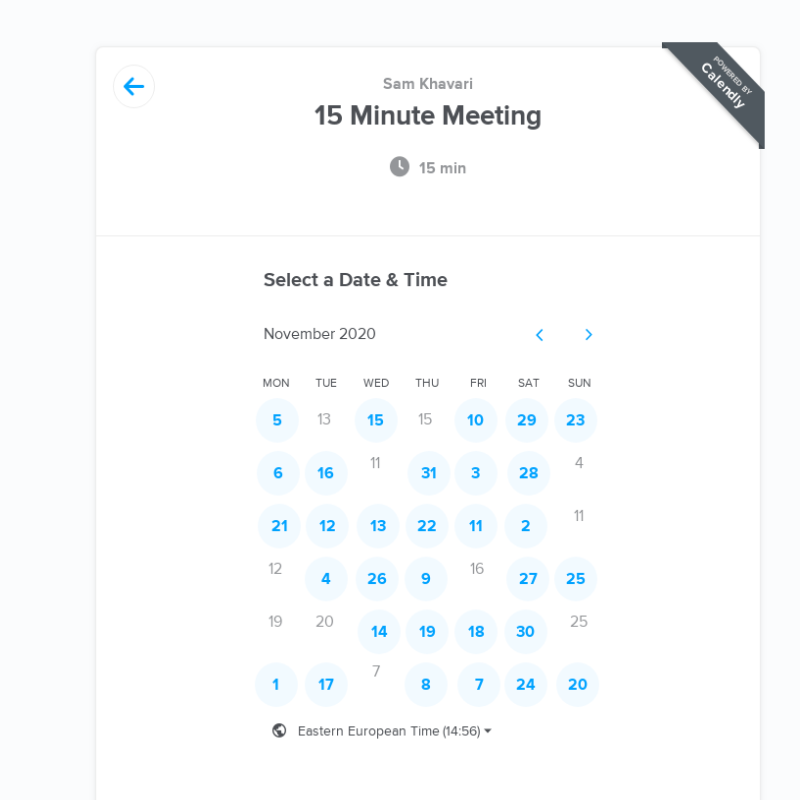 POWERED BY
Calendly
Sam Khavari
15 Minute Meeting
15 min
Select a Date & Time
November 2020
MON TUE WED THU FRI SAT SUN
5 13 15 15 10 29 23
6 16 11 31 3 28 4
21 12 13 22 11 2 11
12 4 26 9 16 27 25
19 20 14 19 18 30 25
1 17 7 8 7 24 20
Eastern European Time (14:56)